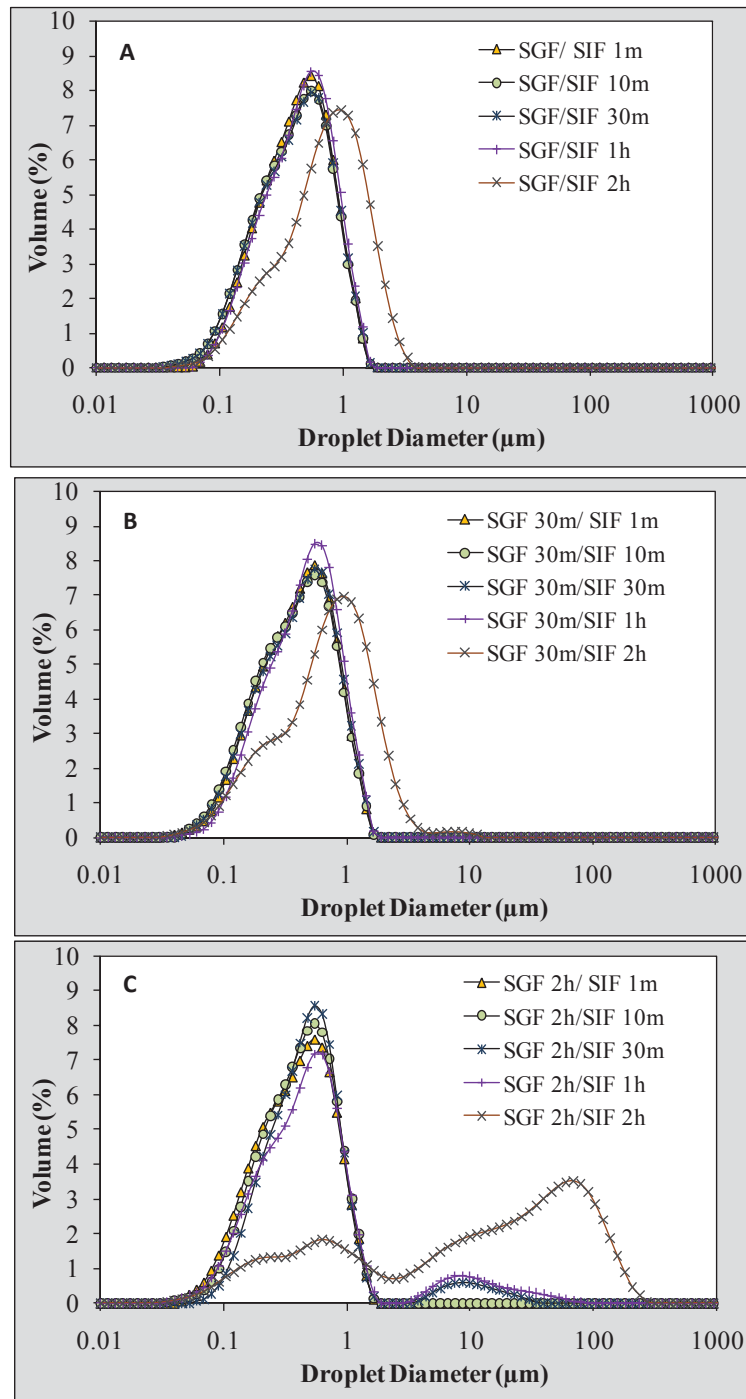 10
9
8
7
6
5
4
3
2
1
0
Volume (%)
A
SGF/ SIF 1m
SGF/SIF 10m
SGF/SIF 30m
SGF/SIF 1h
SGF/SIF 2h
0.01 0.1 1 10 100 1000
Droplet Diameter (µm)
10
9
8
7
6
5
4
3
2
1
0
Volume (%)
B
SGF 30m/ SIF 1m
SGF 30m/SIF 10m
SGF 30m/SIF 30m
SGF 30m/SIF 1h
SGF 30m/SIF 2h
0.01 0.1 1 10 100 1000
Droplet Diameter (µm)
10
9
8
7
6
5
4
3
2
1
0
Volume (%)
C
SGF 2h/ SIF 1m
SGF 2h/SIF 10m
SGF 2h/SIF 30m
SGF 2h/SIF 1h
SGF 2h/SIF 2h
0.01 0.1 1 10 100 1000
Droplet Diameter (µm)